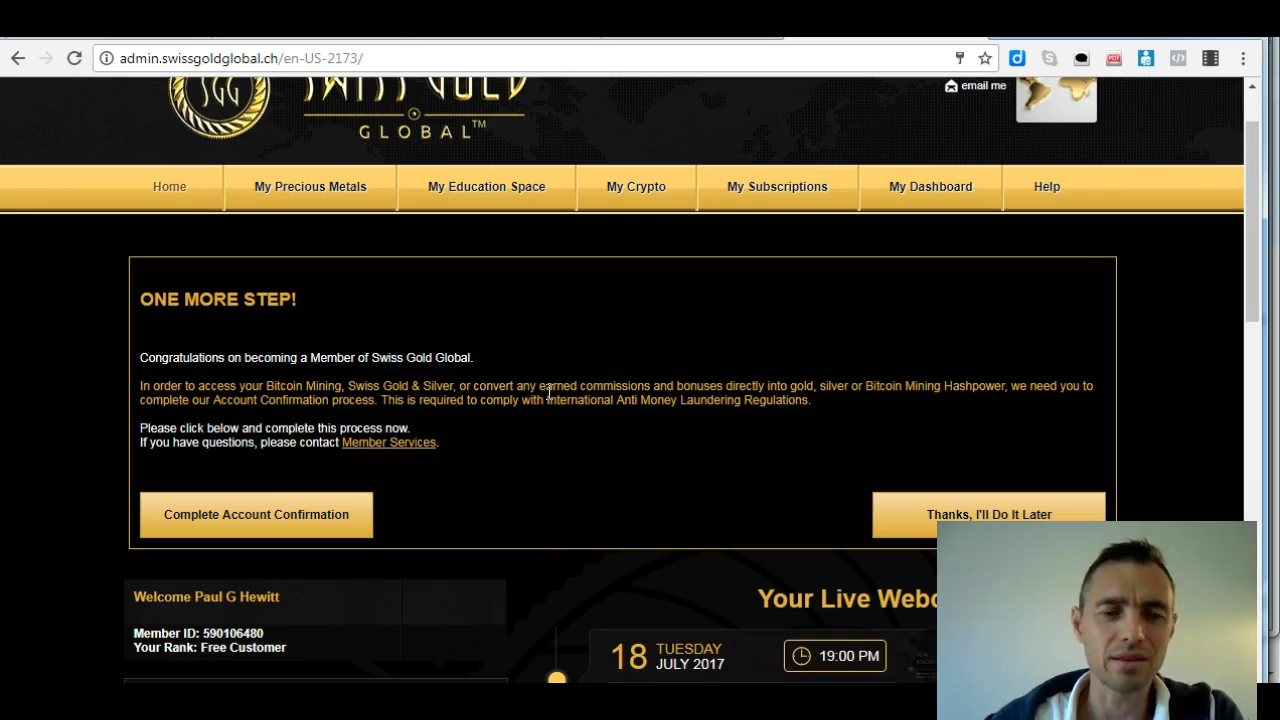 admin.swissgoldglobal.ch/en-US-2173/
SGG
SWISS GOLD
GLOBAL™
email me
Home
My Precious Metals
My Education Space
My Crypto
My Subscriptions
My Dashboard
Help
ONE MORE STEP!
Congratulations on becoming a Member of Swiss Gold Global.
In order to access your Bitcoin Mining, Swiss Gold & Silver, or convert any earned commissions and bonuses directly into gold, silver or Bitcoin Mining Hashpower, we need you to
complete our Account Confirmation process. This is required to comply with International Anti Money Laundering Regulations.
Please click below and complete this process now.
If you have questions, please contact Member Services.
Complete Account Confirmation
Thanks, I'll Do It Later
Welcome Paul G Hewitt
Member ID: 590106480
Your Rank: Free Customer
Your Live
18 TUESDAY
JULY 2017
19:00 PM
PDF